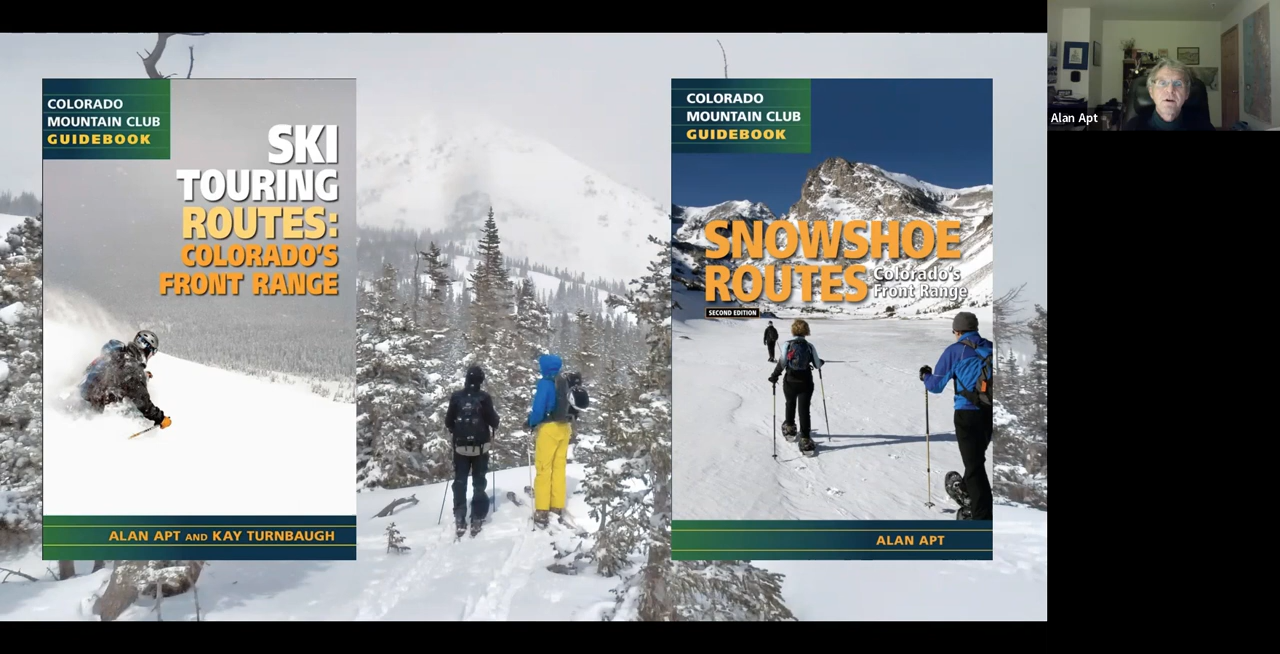 COLORADO
MOUNTAIN CLUB
GUIDEBOOK
SKI
TOURING
ROUTES:
COLORADO'S
FRONT RANGE
ALAN APT AND KAY TURNBAUGH
COLORADO
MOUNTAIN CLUB
GUIDEBOOK
SNOWSHOE
ROUTES Colorado's
Front Range
SECOND EDITION
ALAN APT
Alan Apt